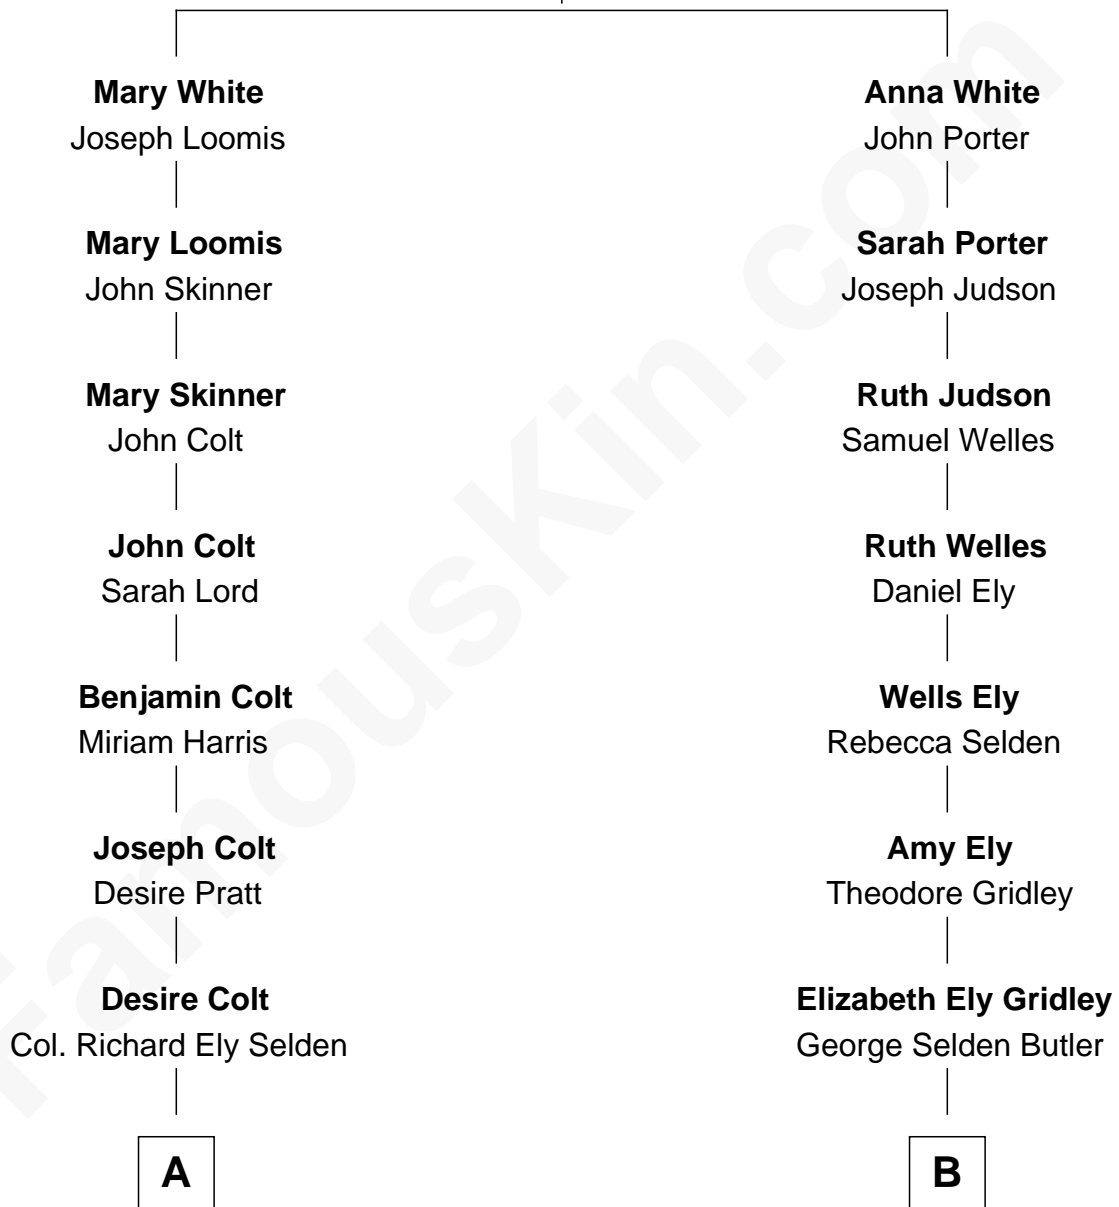 Mary White
Joseph Loomis
Mary Loomis
John Skinner
Mary Skinner
John Colt
John Colt
Sarah Lord
Benjamin Colt
Miriam Harris
Joseph Colt
Desire Pratt
Desire Colt
Col. Richard Ely Selden
A
Anna White
John Porter
Sarah Porter
Joseph Judson
Ruth Judson
Samuel Welles
Ruth Welles
Daniel Ely
Wells Ely
Rebecca Selden
Amy Ely
Theodore Gridley
Elizabeth Ely Gridley
George Selden Butler
B
FamousKin.com